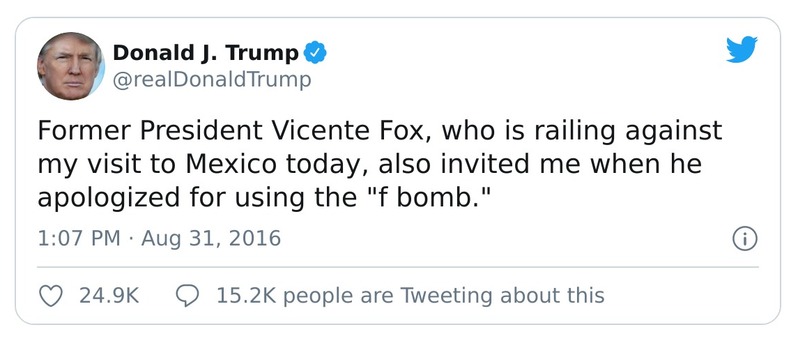 Donald J. Trump
@realDonaldTrump
Former President Vicente Fox, who is railing against
my visit to Mexico today, also invited me when he
apologized for using the "f bomb."
1:07 PM · Aug 31, 2016
24.9K 15.2K people are Tweeting about this